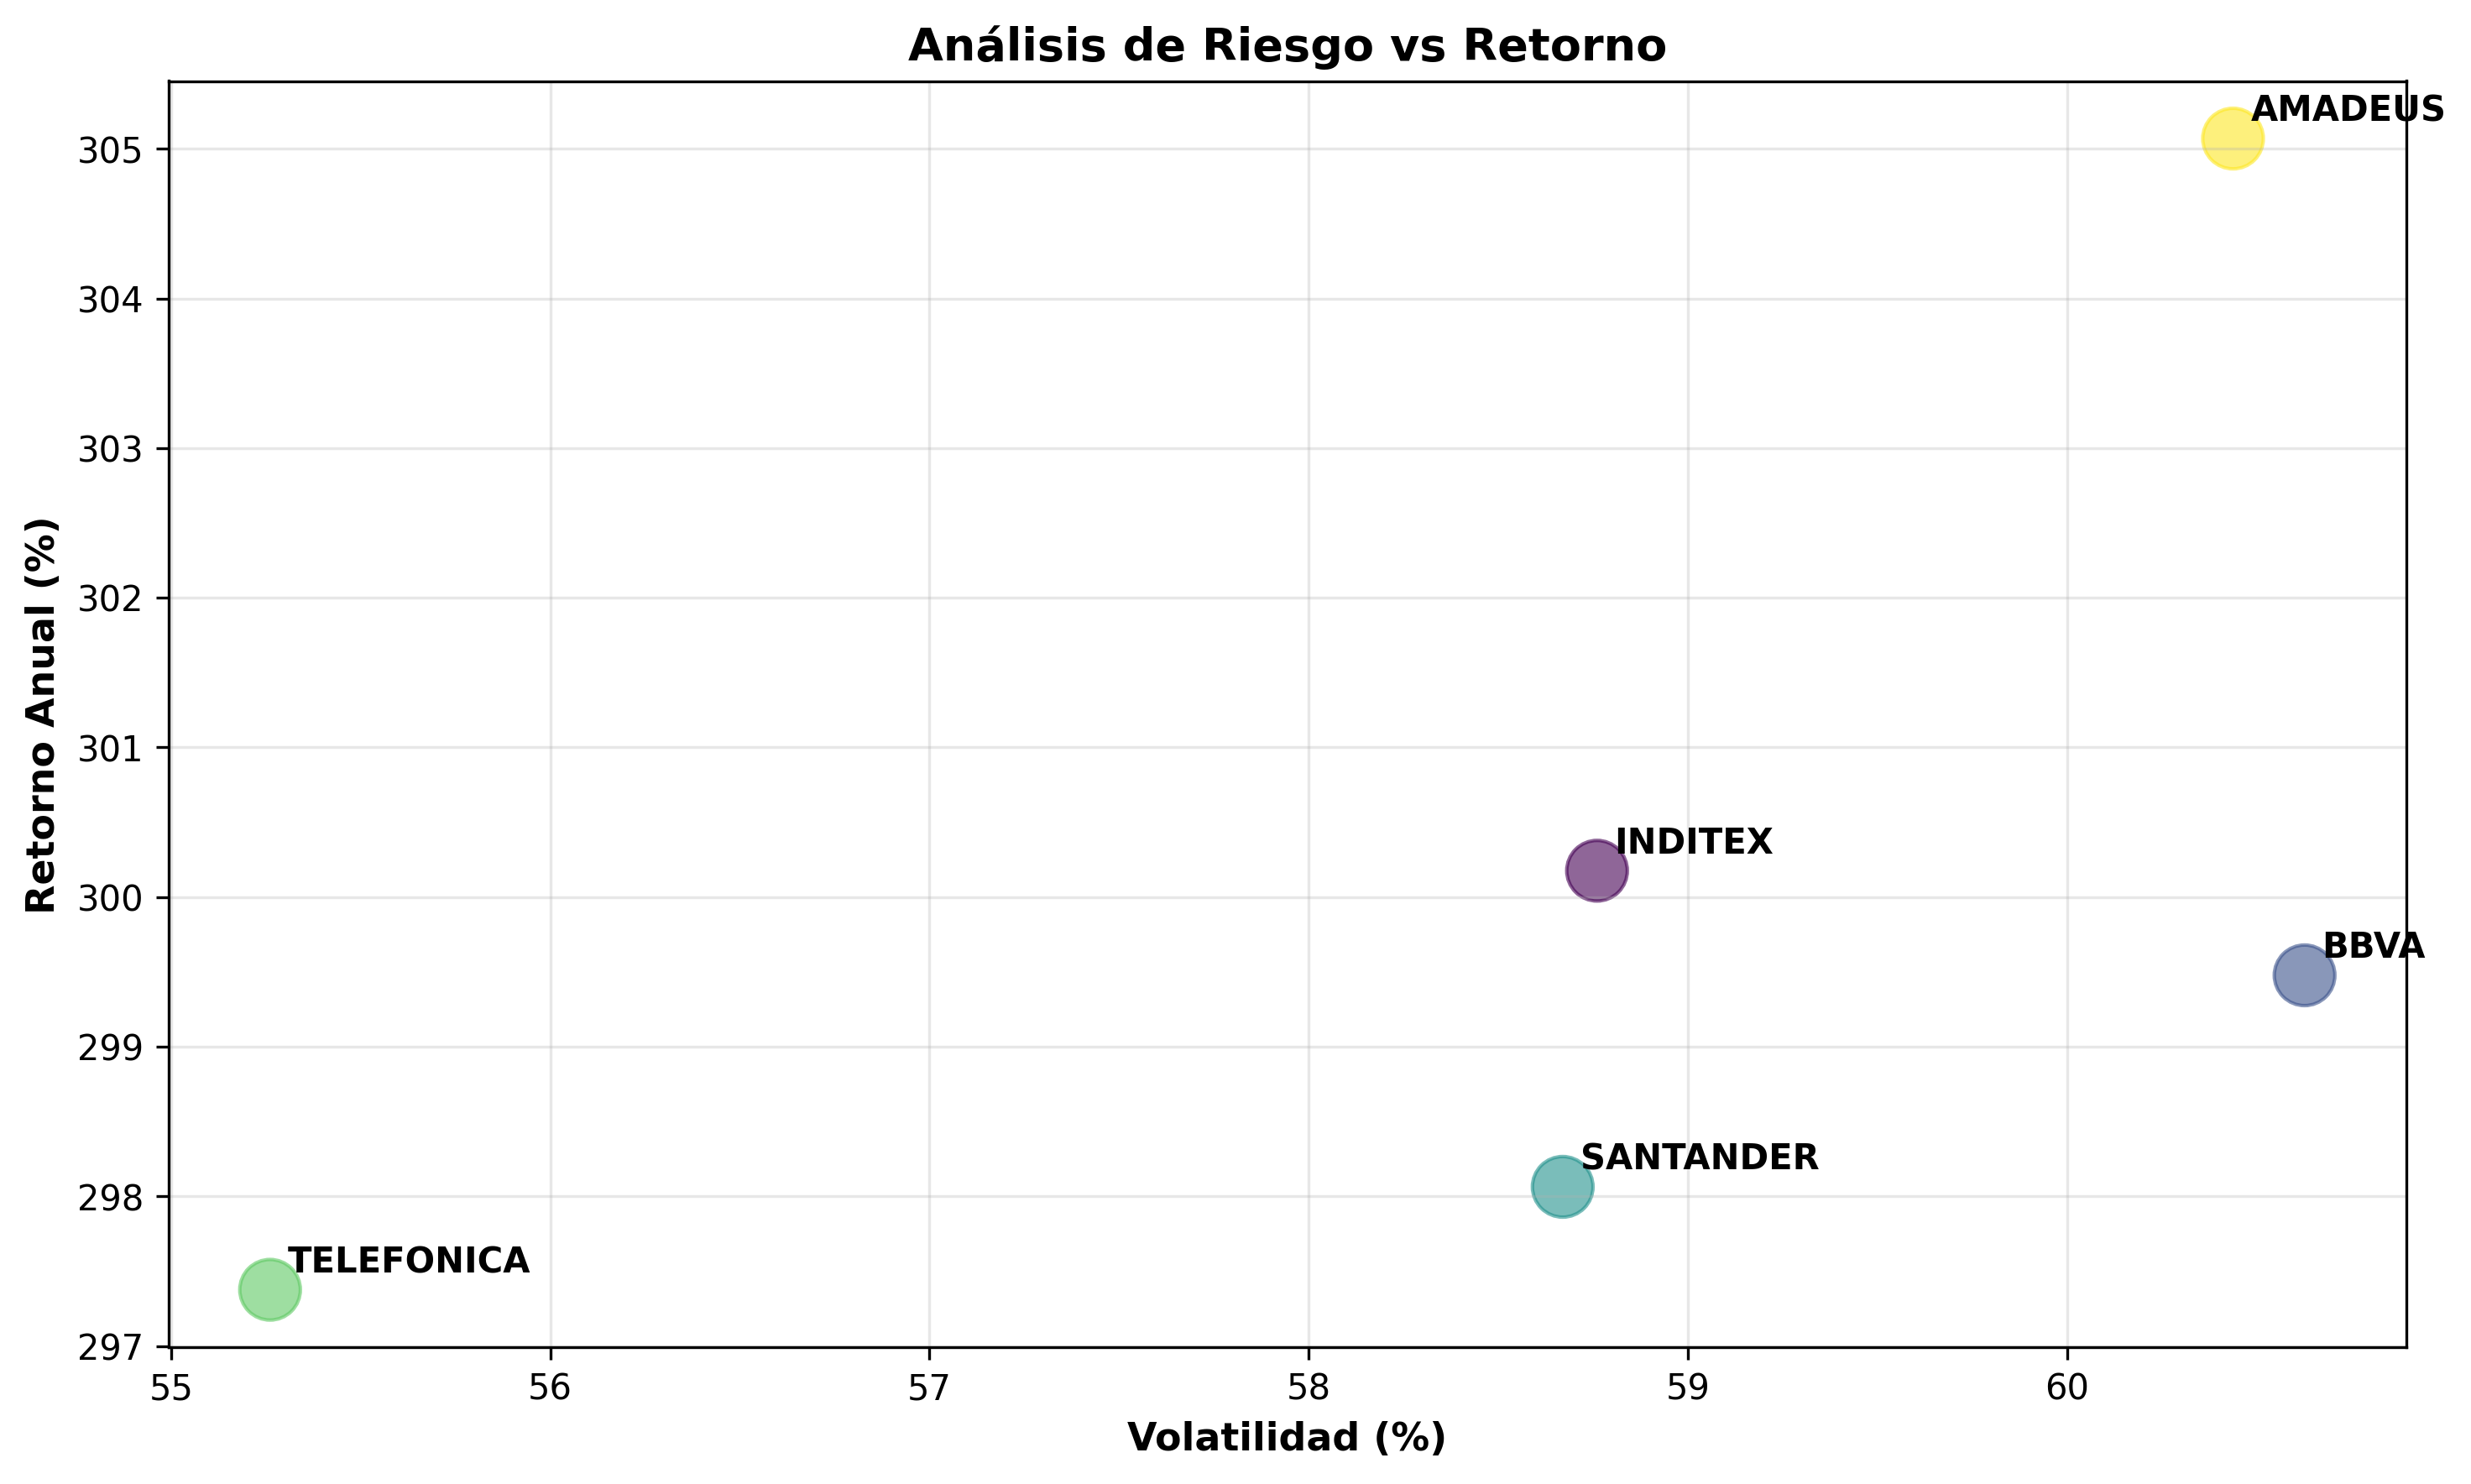 Análisis de Riesgo vs Retorno
Retorno Anual (%)
305
304
303
302
301
300
299
298
297
AMADEUS
INDITEX
BBVA
SANTANDER
TELEFONICA
55
56
57
58
59
60
Volatilidad (%)